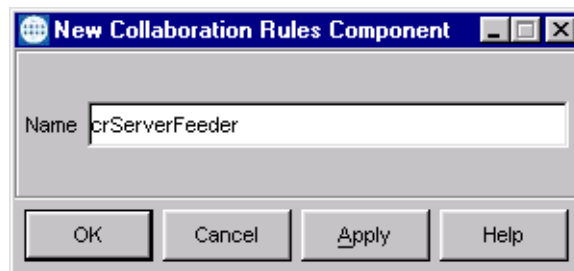 New Collaboration Rules Component
Name crServerFeeder
OK Cancel Apply Help